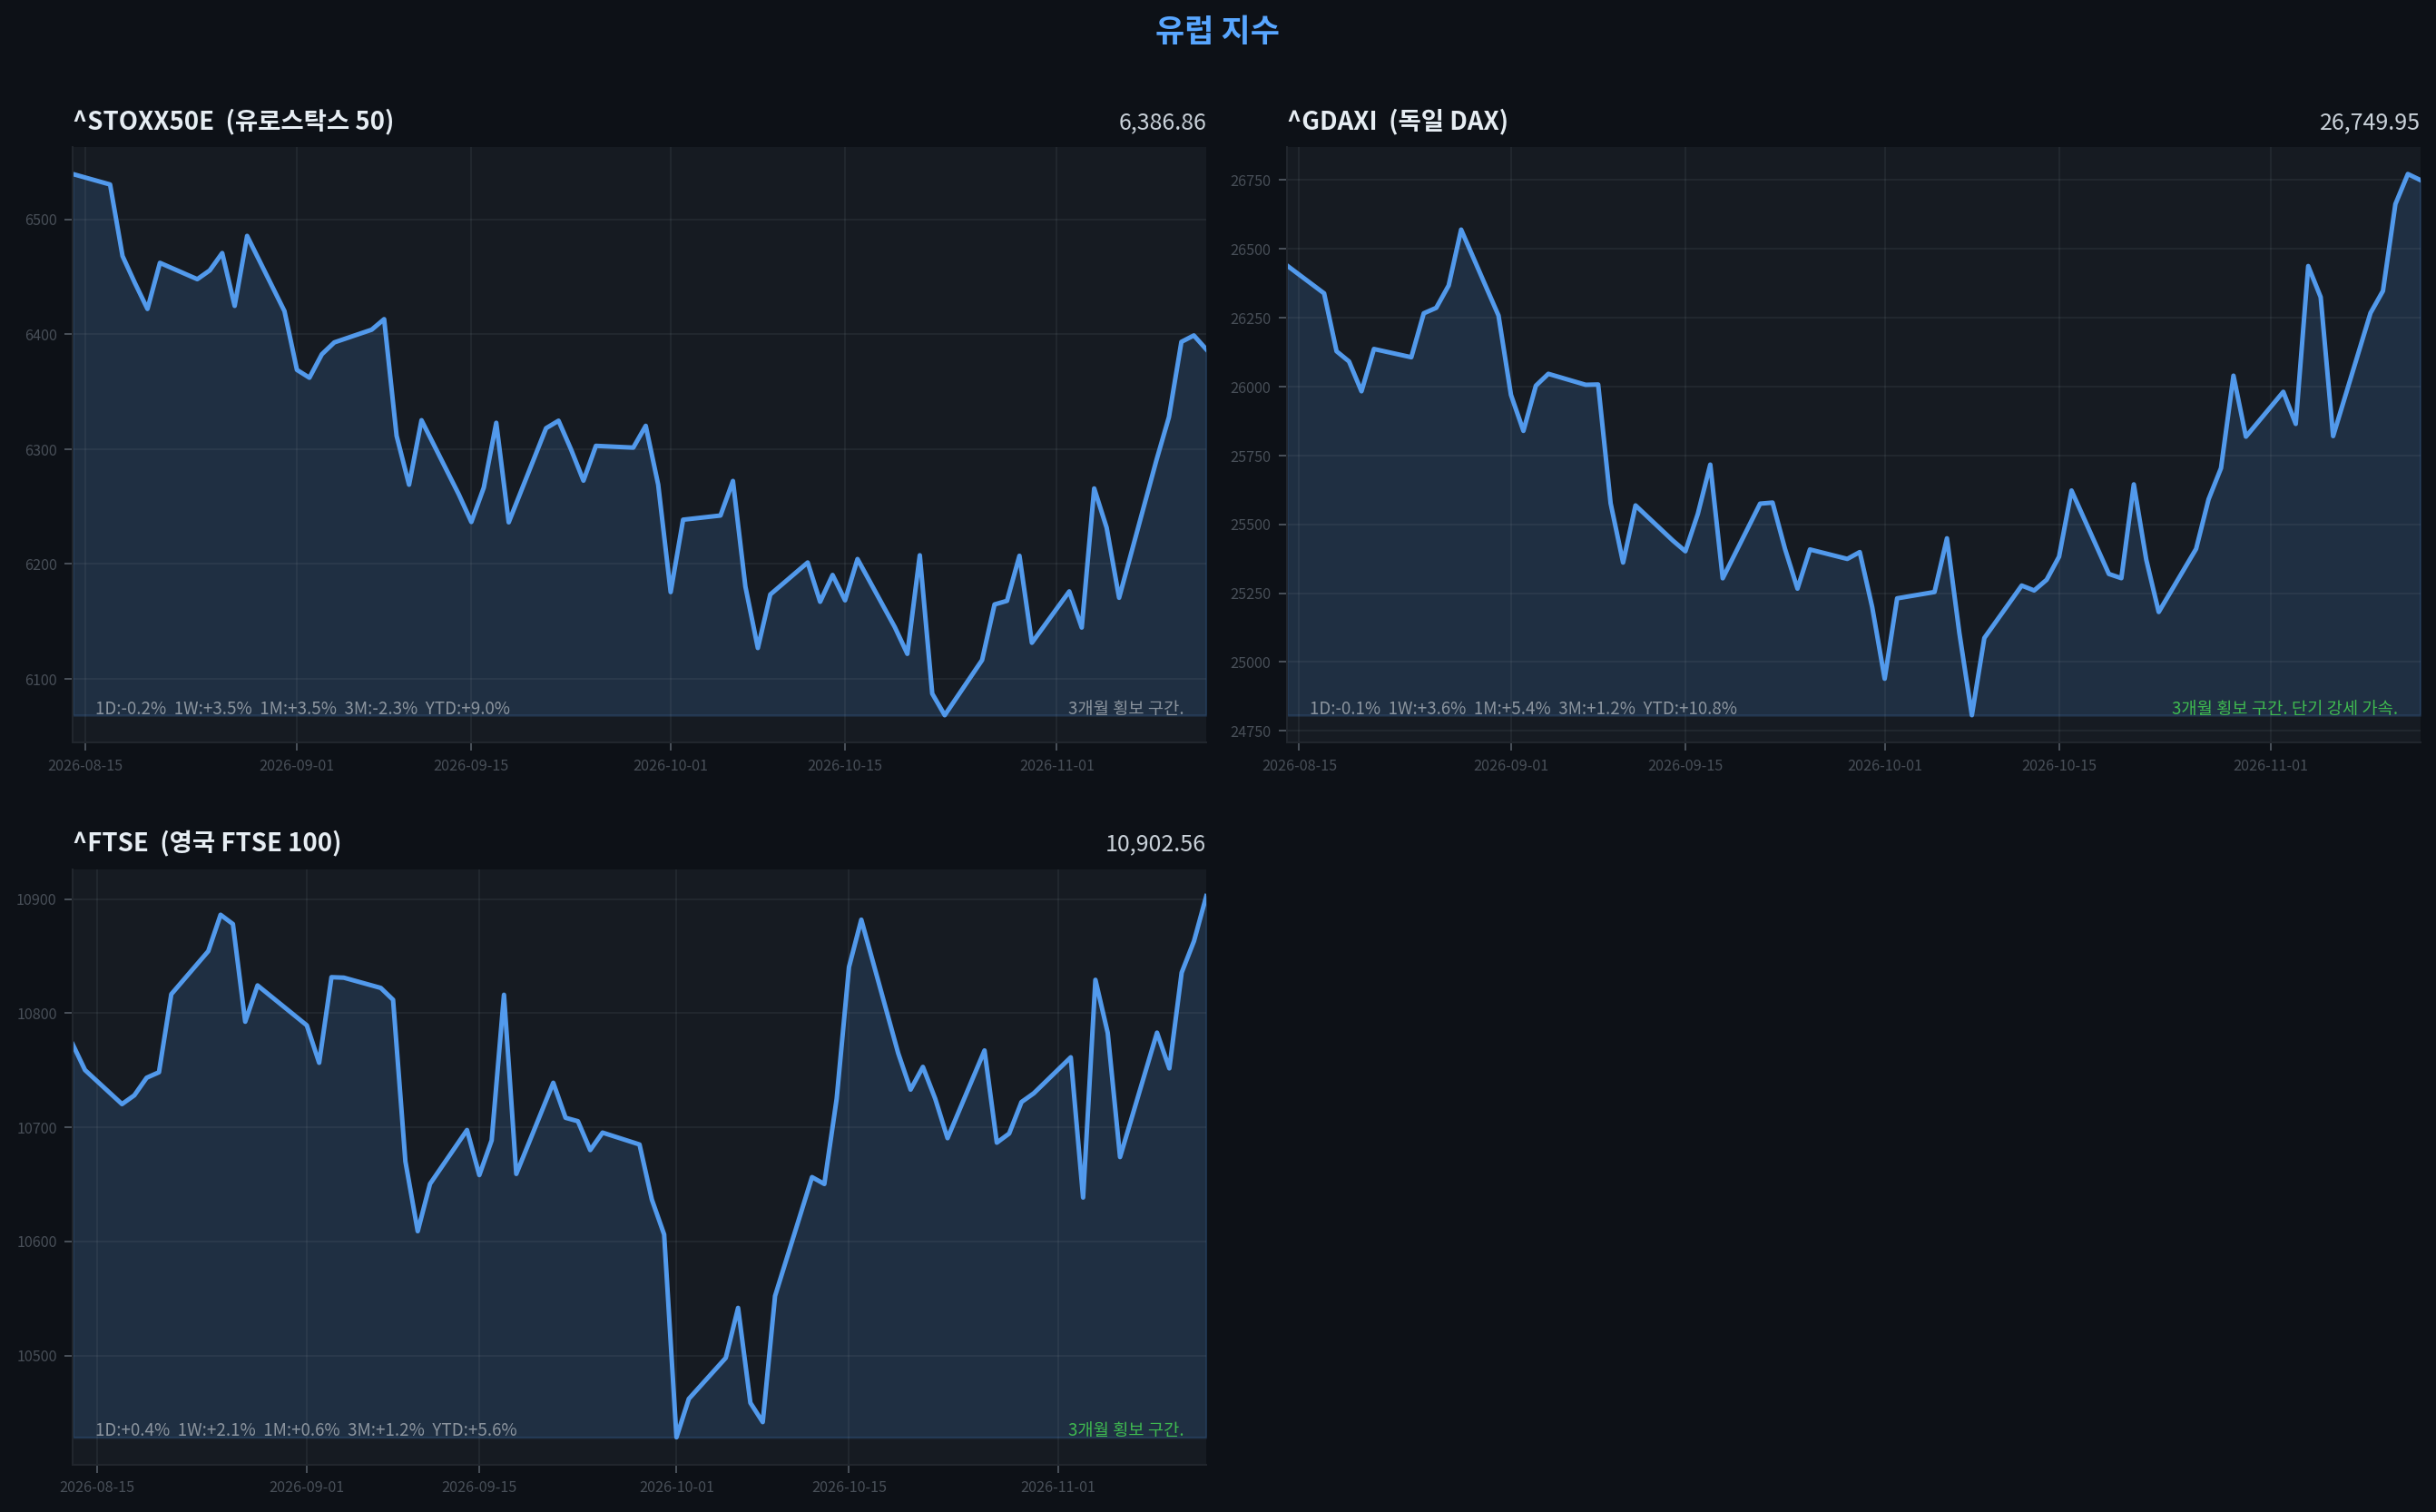 유럽 지수
^STOXX50E (유로스탁스 50)
6,386.86
6500
6400
6300
6200
6100
1D:-0.2% 1W:+3.5% 1M:+3.5% 3M:-2.3% YTD:+9.0%
3개월 횡보 구간.
2026-08-15 2026-09-01 2026-09-15 2026-10-01 2026-10-15 2026-11-01
^GDAXI (독일 DAX)
26,749.95
26750
26500
26250
26000
25750
25500
25250
25000
24750
1D:-0.1% 1W:+3.6% 1M:+5.4% 3M:+1.2% YTD:+10.8%
3개월 횡보 구간. 단기 강세 가속.
2026-08-15 2026-09-01 2026-09-15 2026-10-01 2026-10-15 2026-11-01
^FTSE (영국 FTSE 100)
10,902.56
10900
10800
10700
10600
10500
1D:+0.4% 1W:+2.1% 1M:+0.6% 3M:+1.2% YTD:+5.6%
3개월 횡보 구간.
2026-08-15 2026-09-01 2026-09-15 2026-10-01 2026-10-15 2026-11-01